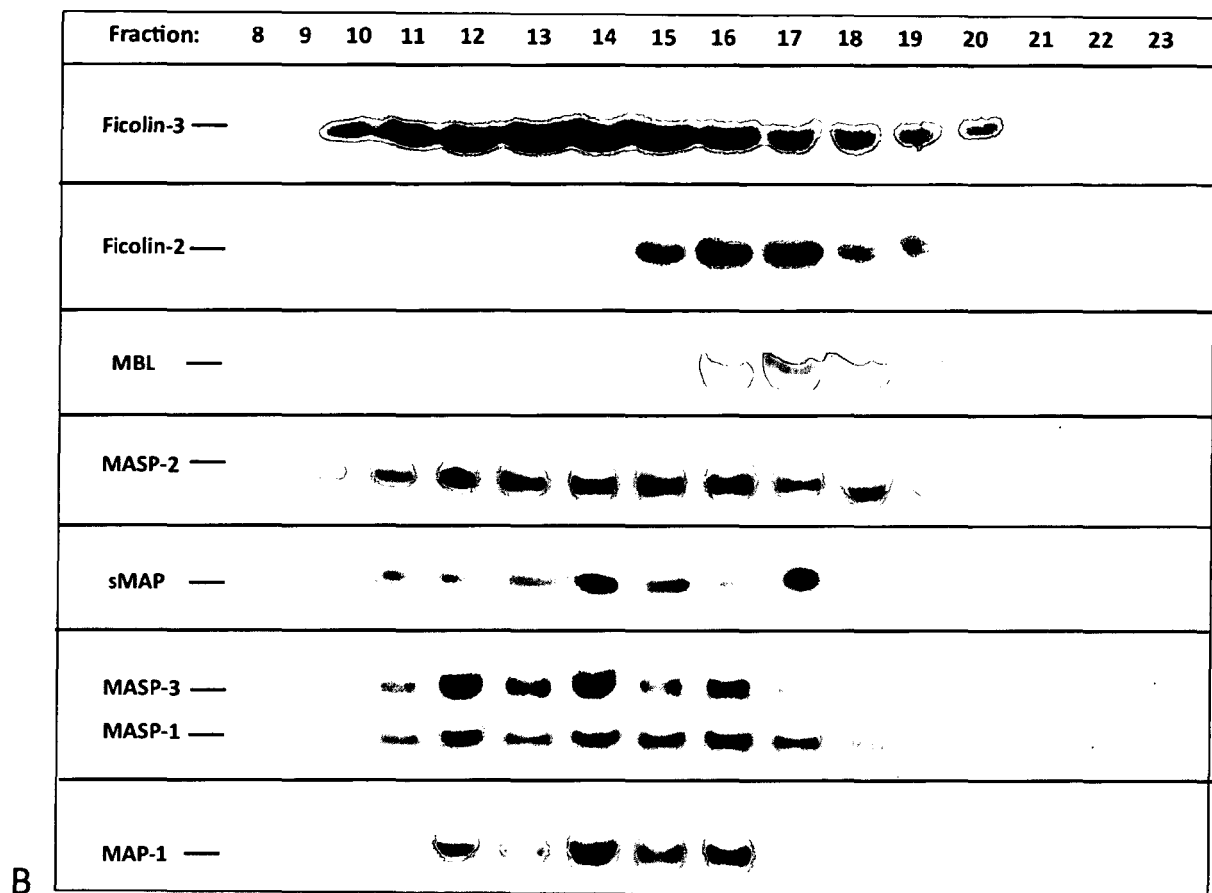 Fraction: 8 9 10 11 12 13 14 15 16 17 18 19 20 21 22 23
Ficolin-3
Ficolin-2
MBL
MASP-2
sMAP
MASP-3
MASP-1
MAP-1
B